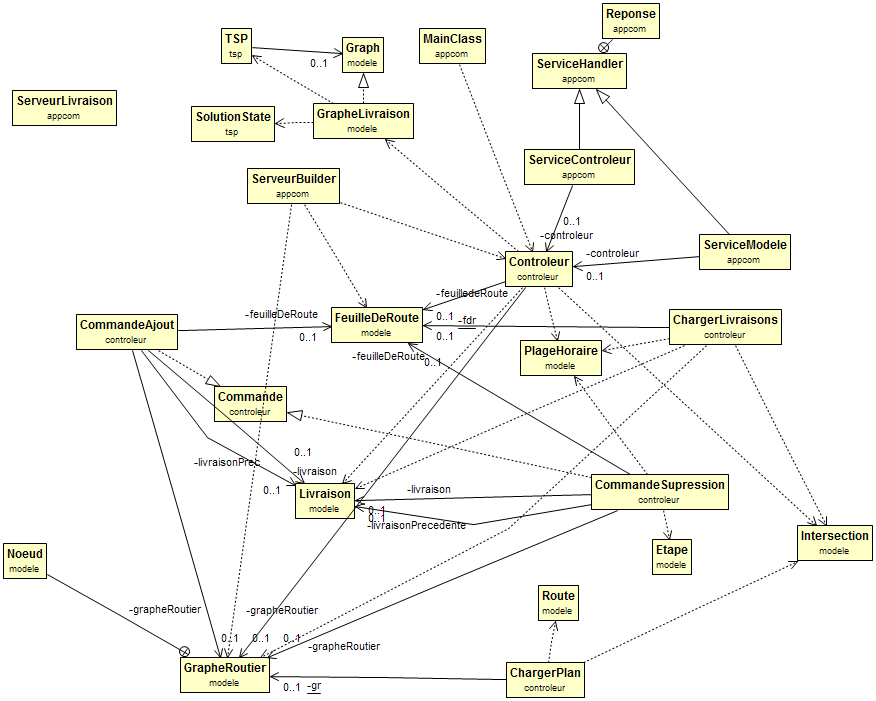 Reponse
appcom
TSP
tsp
0..1
Graph
modele
MainClass
appcom
ServiceHandler
appcom
ServeurLivraison
appcom
SolutionState
tsp
GrapheLivraison
modele
ServiceControleur
appcom
ServeurBuilder
appcom
0..1
-controleur
ServiceModele
appcom
-controleur
0..1
Controleur
controleur
-feuilledeRoute
0..1
CommandeAjout
controleur
-feuilleDeRoute
0..1
FeuilleDeRoute
modele
-fdr
0..1
ChargerLivraisons
controleur
PlageHoraire
modele
-feuilleDeRoute
0..1
Commande
controleur
-livraisonPrec
0..1
0..1
-livraison
Livraison
modele
-livraison
0..1
0..1
-livraisonPrecedente
CommandeSupression
controleur
Intersection
modele
Etape
modele
Noeud
modele
-grapheRoutier
-grapheRoutier
Route
modele
0..1
0..1
0..1
-grapheRoutier
GrapheRoutier
modele
0..1
-gr
ChargerPlan
controleur